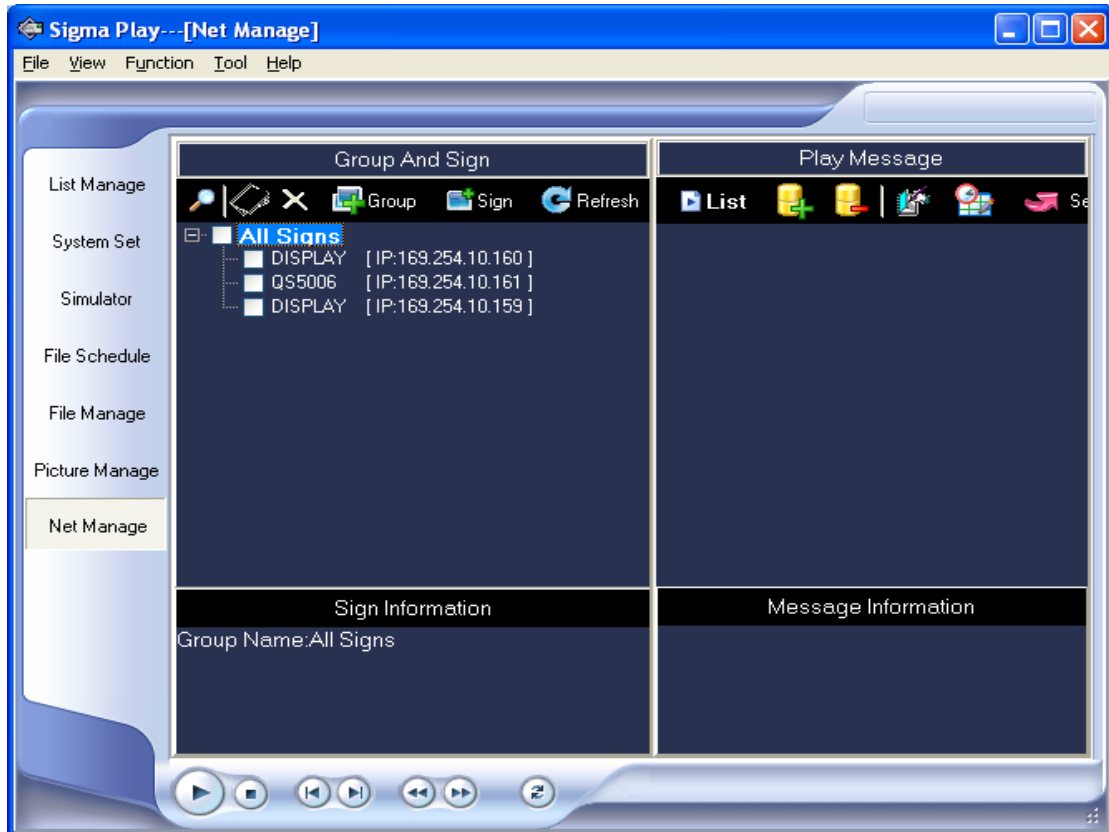 Sigma Play---[Net Manage]
File View Function Tool Help
Group And Sign
Play Message
List Manage
System Set
Simulator
File Schedule
File Manage
Picture Manage
Net Manage
Group Sign Refresh
List Se
All Signs
DISPLAY [ IP:169.254.10.160 ]
QS5006 [ IP:169.254.10.161 ]
DISPLAY [ IP:169.254.10.159 ]
Sign Information
Message Information
Group Name:All Signs